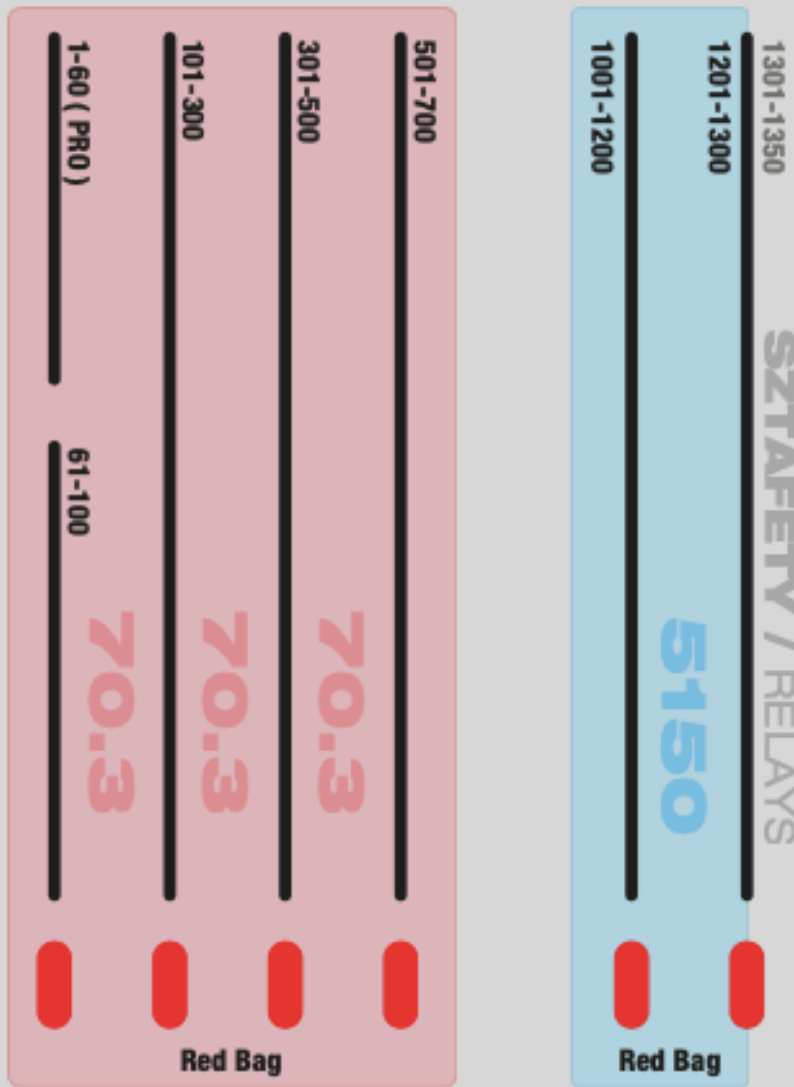 1-60 ( PRO )
101-300
301-500
501-700
1001-1200
1201-1300
1301-1350
61-100
70.3
70.3
70.3
5150
SZTAFETY / RELAYS
Red Bag
Red Bag